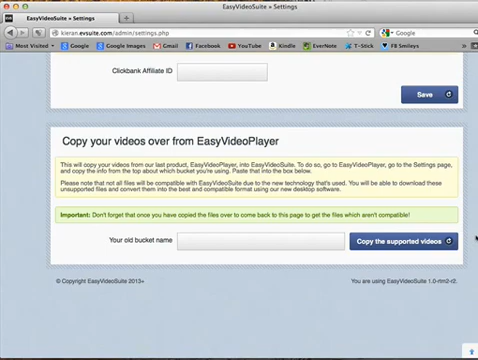 EasyVideoSuite » Settings
EasyVideoSuite » Settings
kieran.evsuite.com/admin/settings.php
Google
Most Visited
Google
Google Images
Gmail
Facebook
YouTube
Kindle
EverNote
T-Stick
FB Smileys
Clickbank Affiliate ID
Save
Copy your videos over from EasyVideoPlayer
This will copy your videos from our last product, EasyVideoPlayer, into EasyVideoSuite. To do so, go to EasyVideoPlayer, go to the Settings page,
and copy the info from the top about which bucket you're using. Paste that into the box below.
Please note that not all files will be compatible with EasyVideoSuite due to the new technology that's used. You will be able to download these
unsupported files and convert them into the best and compatible format using our new desktop software.
Important: Don't forget that once you have copied the files over to come back to this page to get the files which aren't compatible!
Your old bucket name
Copy the supported videos
© Copyright EasyVideoSuite 2013+
You are using EasyVideoSuite 1.0-rtm2-r2.